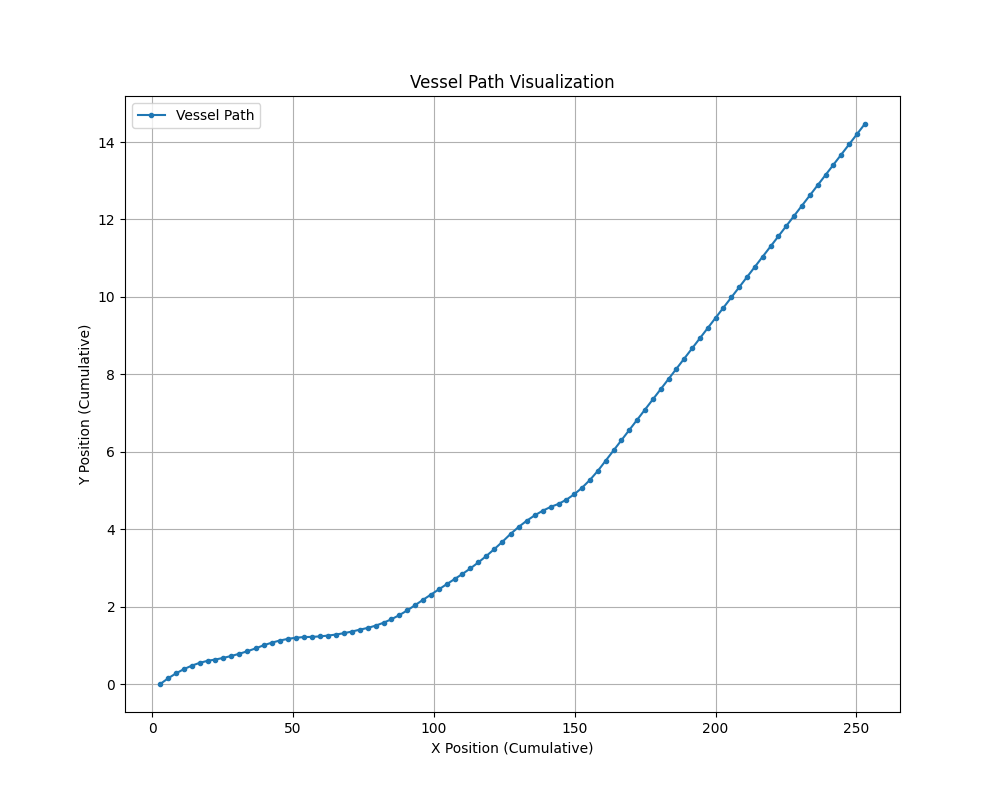 Vessel Path Visualization
Vessel Path
Y Position (Cumulative)
14
12
10
8
6
4
2
0
0 50 100 150 200 250
X Position (Cumulative)